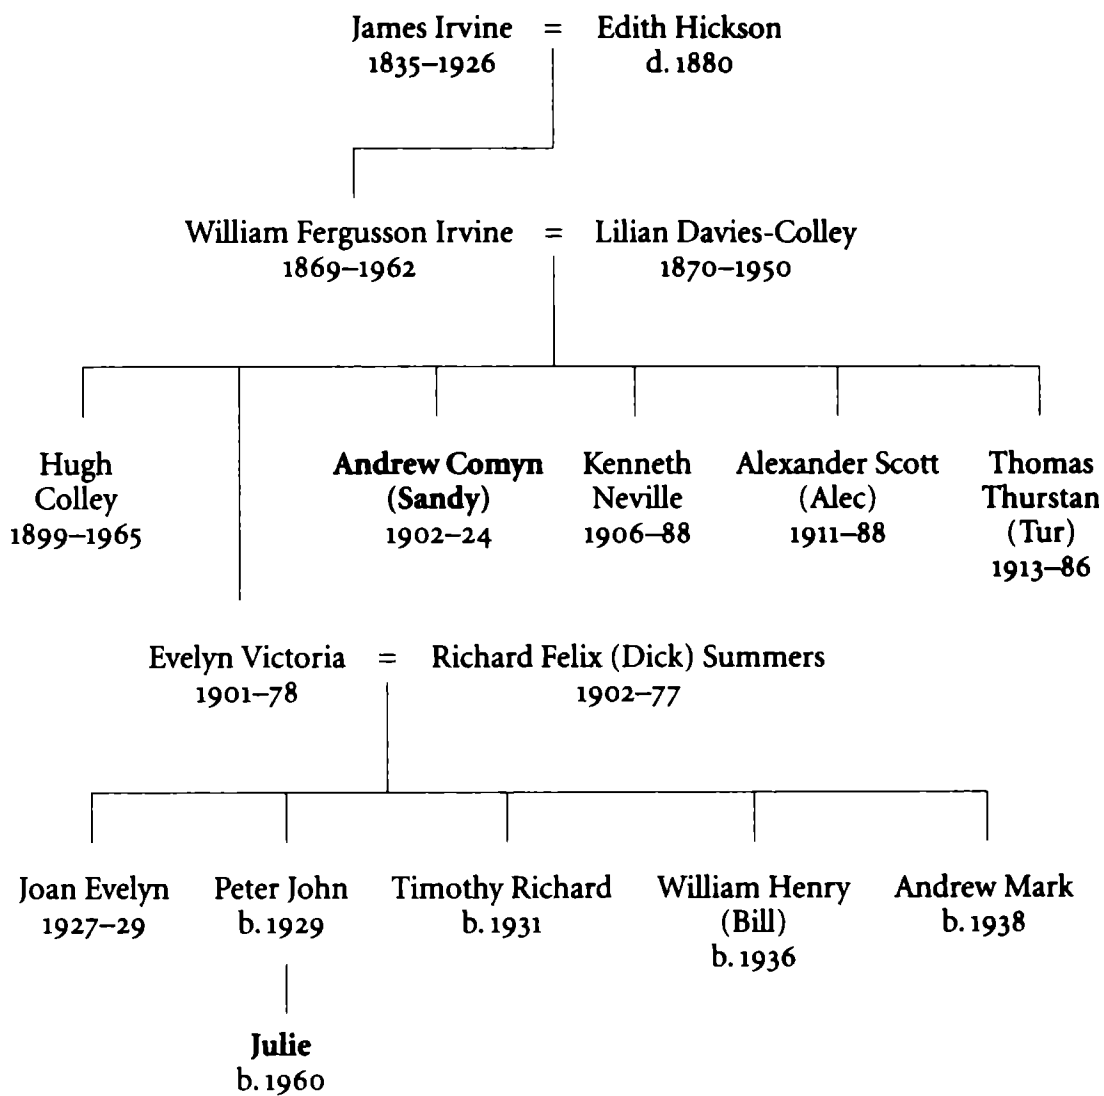 James Irvine = Edith Hickson
1835–1926 d. 1880
William Fergusson Irvine = Lilian Davies-Colley
1869–1962 1870–1950
Hugh
Colley
1899–1965
Andrew Comyn
(Sandy)
1902–24
Kenneth
Neville
1906–88
Alexander Scott
(Alec)
1911–88
Thomas
Thurstan
(Tur)
1913–86
Evelyn Victoria = Richard Felix (Dick) Summers
1901–78 1902–77
Joan Evelyn
1927–29
Peter John
b. 1929
Timothy Richard
b. 1931
William Henry
(Bill)
b. 1936
Andrew Mark
b. 1938
Julie
b. 1960